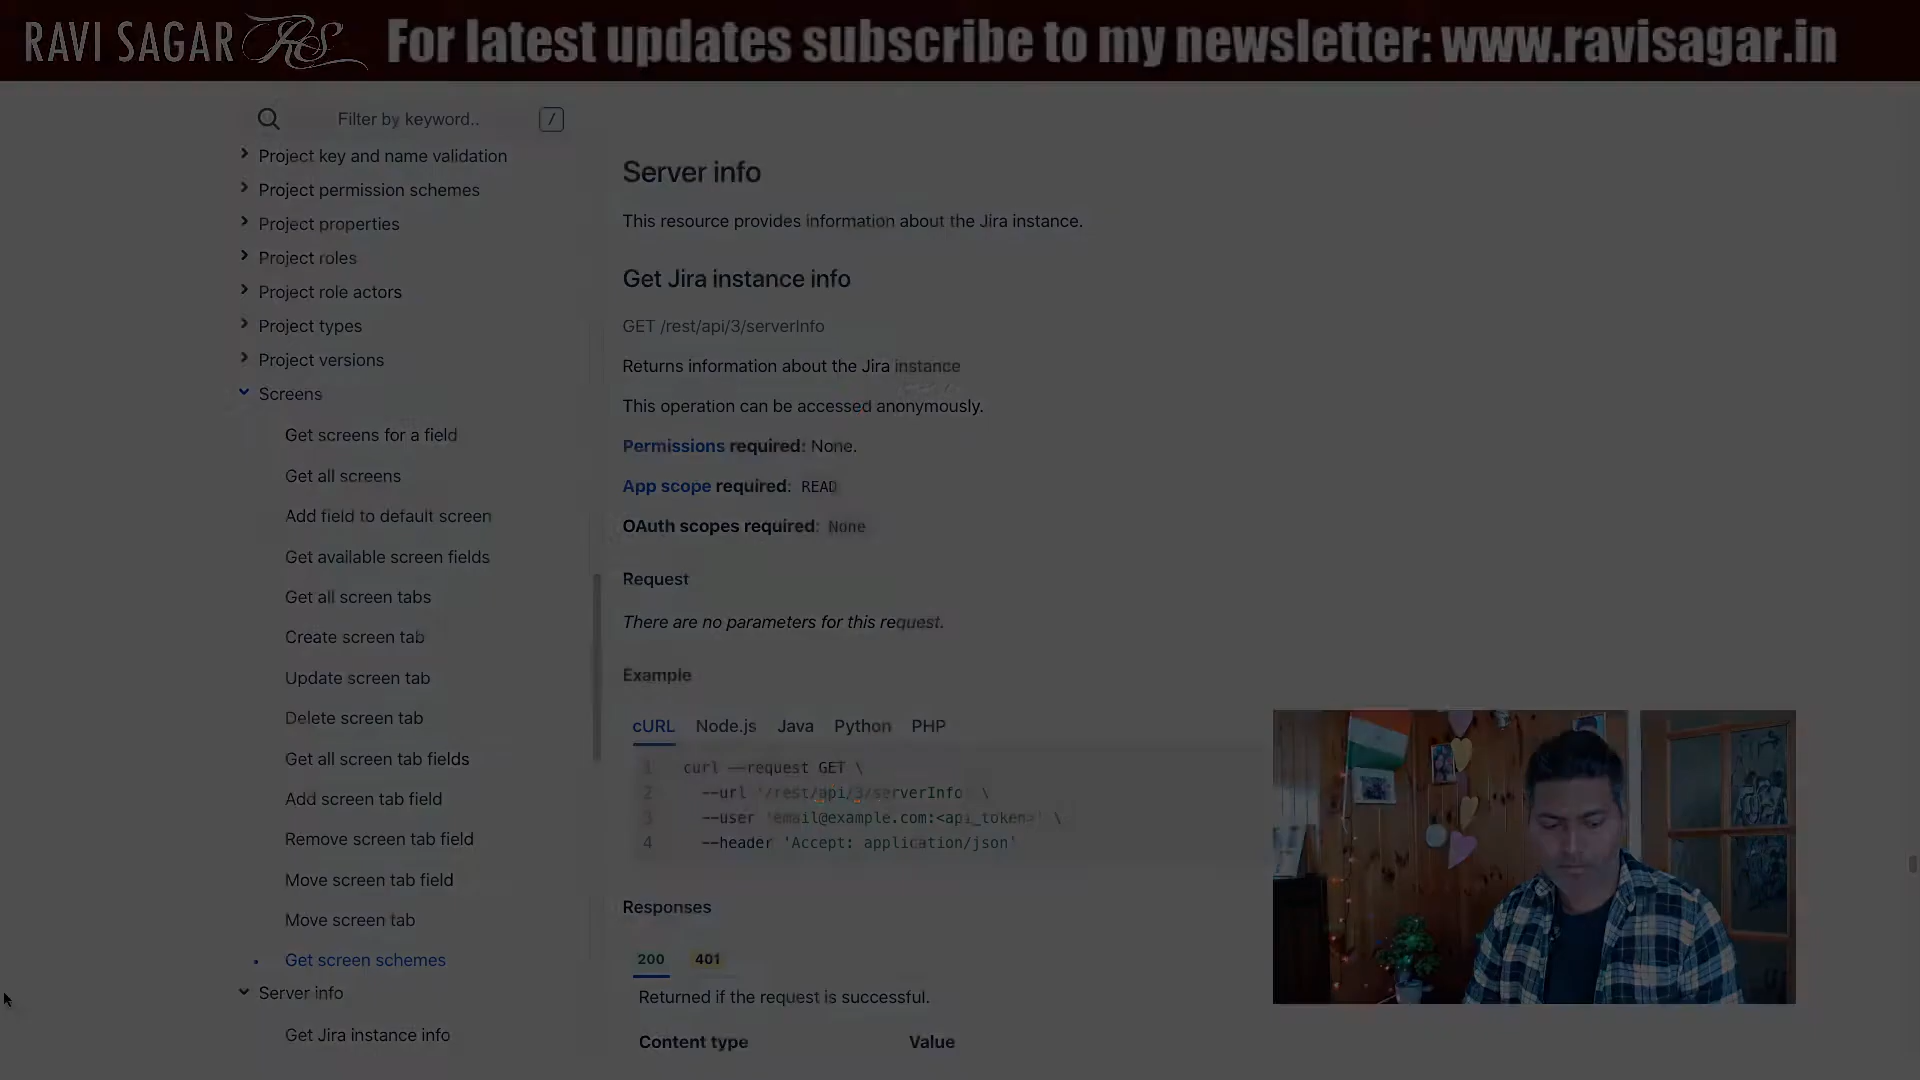 RAVI SAGAR RS For latest updates subscribe to my newsletter: www.ravisagar.in
Filter by keyword.. /
Project key and name validation
Project permission schemes
Project properties
Project roles
Project role actors
Project types
Project versions
Screens
Get screens for a field
Get all screens
Add field to default screen
Get available screen fields
Get all screen tabs
Create screen tab
Update screen tab
Delete screen tab
Get all screen tab fields
Add screen tab field
Remove screen tab field
Move screen tab field
Move screen tab
Get screen schemes
Server info
Get Jira instance info
Server info
This resource provides information about the Jira instance.
Get Jira instance info
GET /rest/api/3/serverInfo
Returns information about the Jira instance
This operation can be accessed anonymously.
Permissions required: None.
App scope required: READ
OAuth scopes required: None
Request
There are no parameters for this request.
Example
cURL Node.js Java Python PHP
1 curl --request GET \
2 --url '/rest/api/3/serverInfo' \
3 --user 'email@example.com:<api_token>' \
4 --header 'Accept: application/json'
Responses
200 401
Returned if the request is successful.
Content type Value